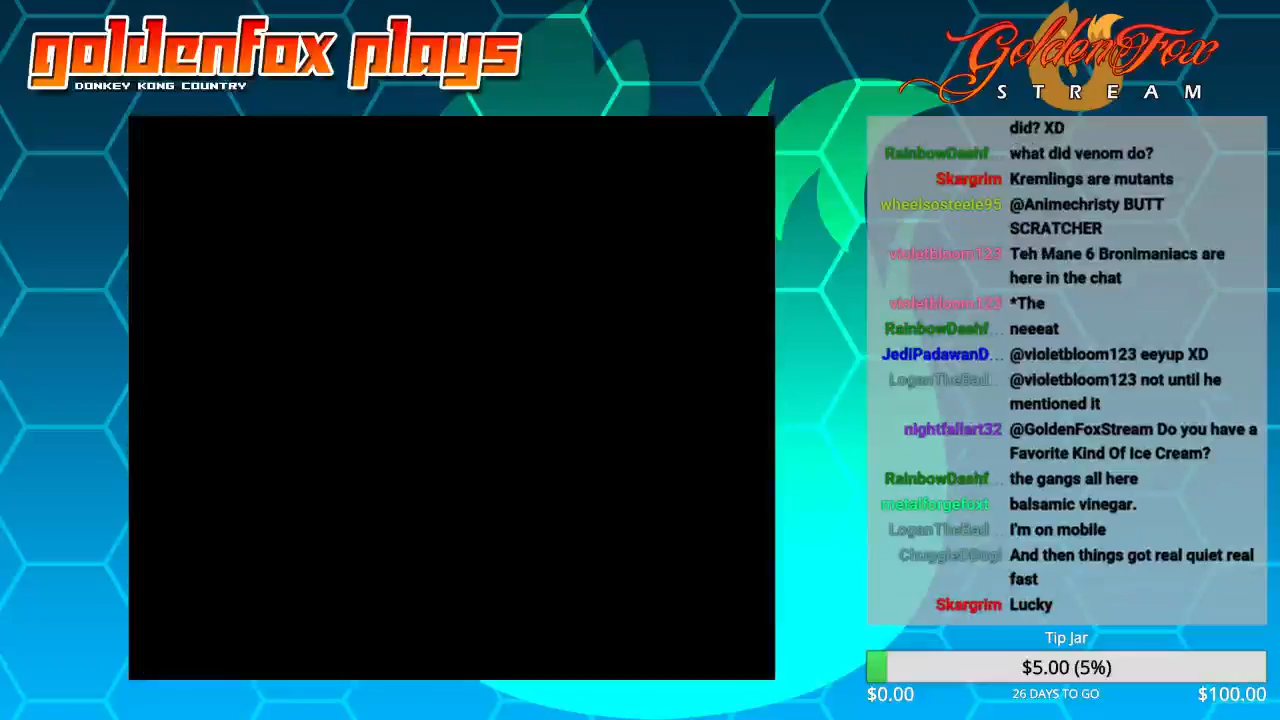 goldenfox plays
DONKEY KONG COUNTRY
GoldenFox
STREAM
did? XD
RainbowDashf... what did venom do?
Skargrim Kremlings are mutants
wheelsosteele95 @Animechristy BUTT
SCRATCHER
violetbloom123 Teh Mane 6 Bronimaniacs are
here in the chat
violetbloom123 *The
RainbowDashf... neeeat
JediPadawanD... @violetbloom123 eeyup XD
LoganTheBad... @violetbloom123 not until he
mentioned it
nightfallart32 @GoldenFoxStream Do you have a
Favorite Kind Of Ice Cream?
RainbowDashf... the gangs all here
metalforgefoxt... balsamic vinegar.
LoganTheBad... I'm on mobile
And then things got real quiet real
fast
Skargrim Lucky
Tip Jar
$5.00 (5%)
$0.00 26 DAYS TO GO $100.00